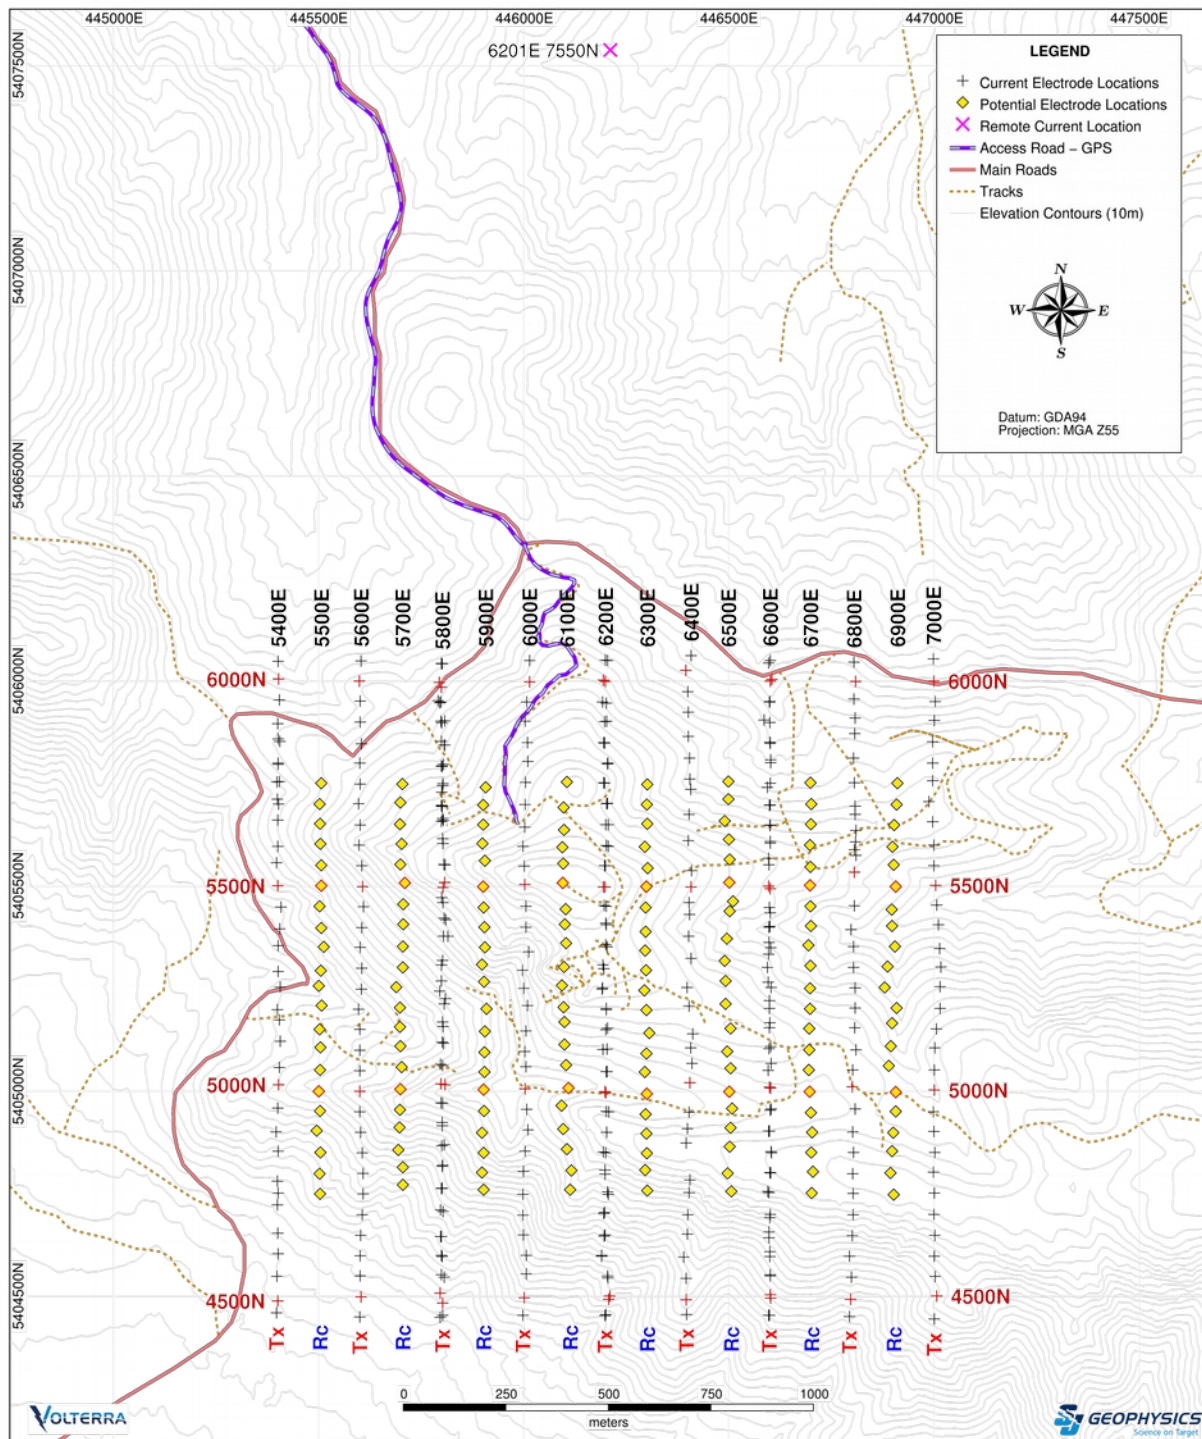 445000E 445500E 446000E 446500E 447000E 447500E
5407500N
5407000N
5406500N
5406000N
5405500N
5405000N
5404500N
6201E 7550N
LEGEND
Current Electrode Locations
Potential Electrode Locations
Remote Current Location
Access Road – GPS
Main Roads
Tracks
Elevation Contours (10m)
N
W E
S
Datum: GDA94
Projection: MGA Z55
5400E 5500E 5600E 5700E 5800E 5900E 6000E 6100E 6200E 6300E 6400E 6500E 6600E 6700E 6800E 6900E 7000E
6000N 6000N
5500N 5500N
5000N 5000N
4500N 4500N
Tx Rc Tx Rc Tx Rc Tx Rc Tx Rc Tx Rc Tx Rc Tx Rc Tx
0 250 500 750 1000
meters
VOLTERRA
SJ GEOPHYSICS
Science on Target